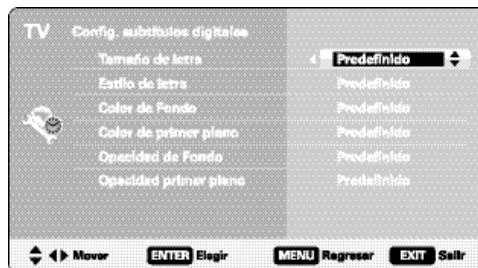 TV Config. subtítulos digitales
Tamaño de letra Predefinido
Estilo de letra Predefinido
Color de Fondo Predefinido
Color de primer plano Predefinido
Opacidad de Fondo Predefinido
Opacidad primer plano Predefinido
Mover ENTER Elegir MENU Regresar EXIT Salir